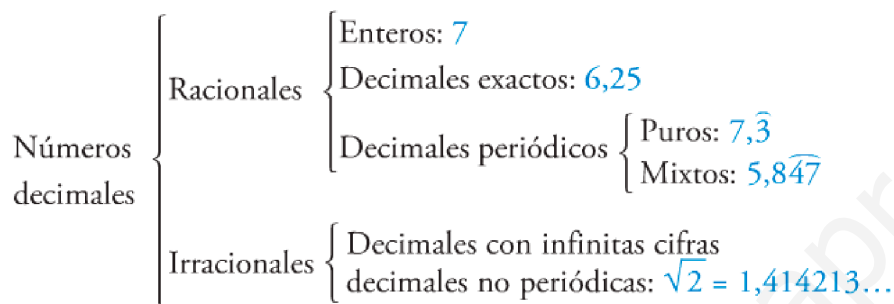 Números
decimales
Racionales
Enteros: 7
Decimales exactos: 6,25
Decimales periódicos
Puros: 7,3̂
Mixtos: 5,84͡7
Irracionales
Decimales con infinitas cifras
decimales no periódicas: √2 = 1,414213…
pr